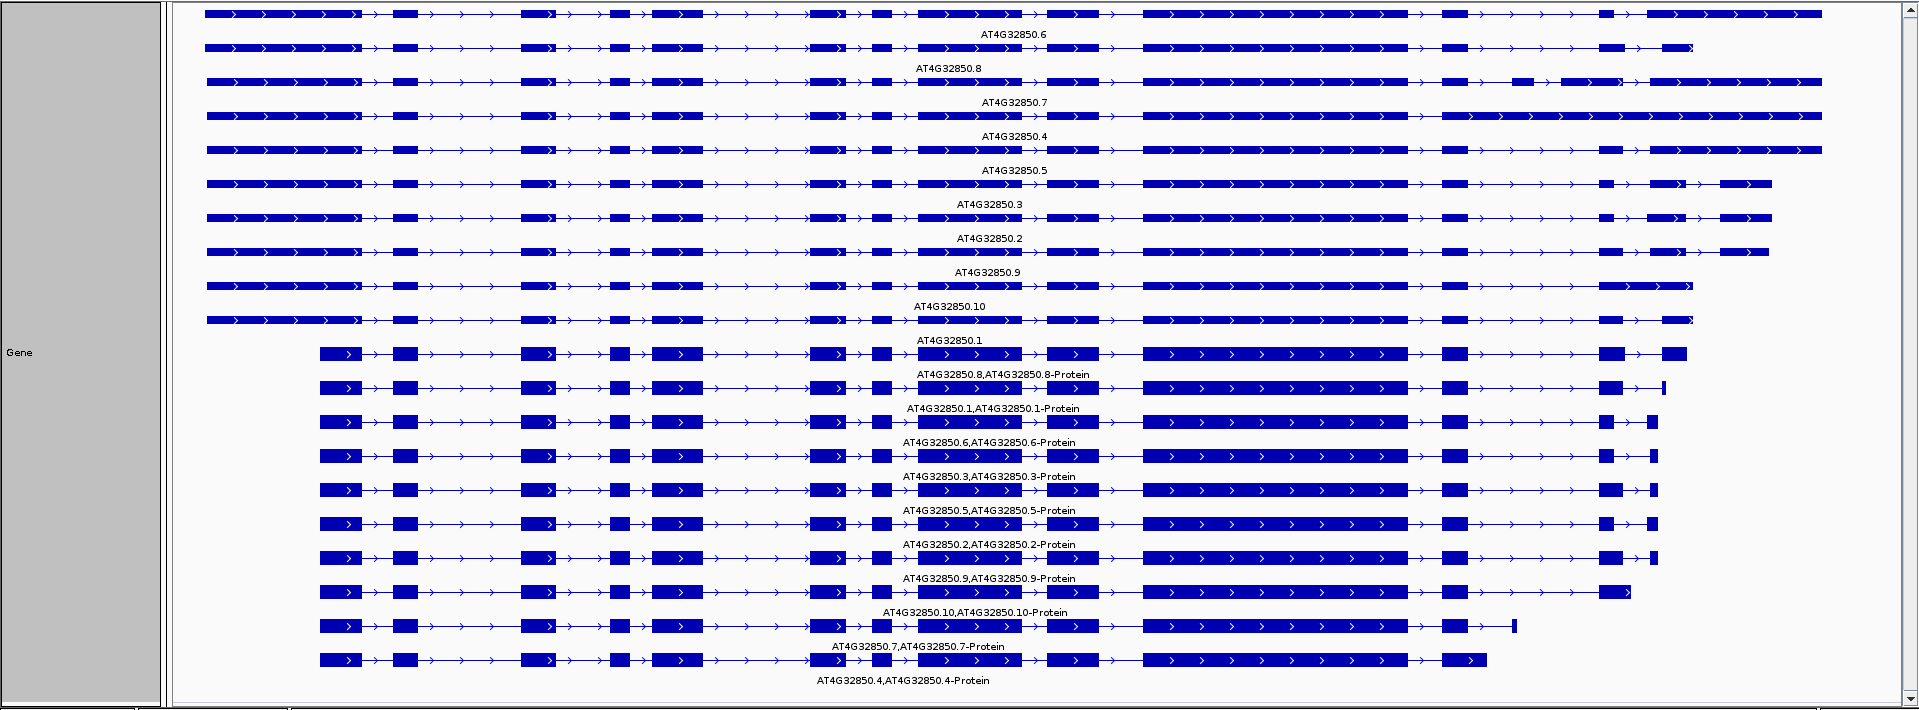 AT4G32850.6
AT4G32850.8
AT4G32850.7
AT4G32850.4
AT4G32850.5
AT4G32850.3
AT4G32850.2
AT4G32850.9
AT4G32850.10
AT4G32850.1
Gene
AT4G32850.8,AT4G32850.8-Protein
AT4G32850.1,AT4G32850.1-Protein
AT4G32850.6,AT4G32850.6-Protein
AT4G32850.3,AT4G32850.3-Protein
AT4G32850.5,AT4G32850.5-Protein
AT4G32850.2,AT4G32850.2-Protein
AT4G32850.9,AT4G32850.9-Protein
AT4G32850.10,AT4G32850.10-Protein
AT4G32850.7,AT4G32850.7-Protein
AT4G32850.4,AT4G32850.4-Protein